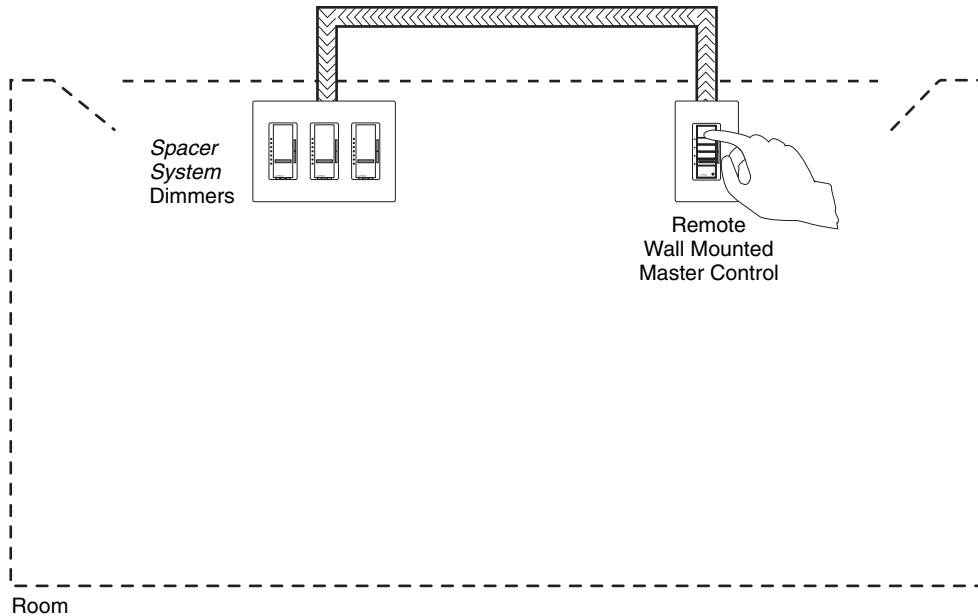 Spacer
System
Dimmers
Remote
Wall Mounted
Master Control
Room